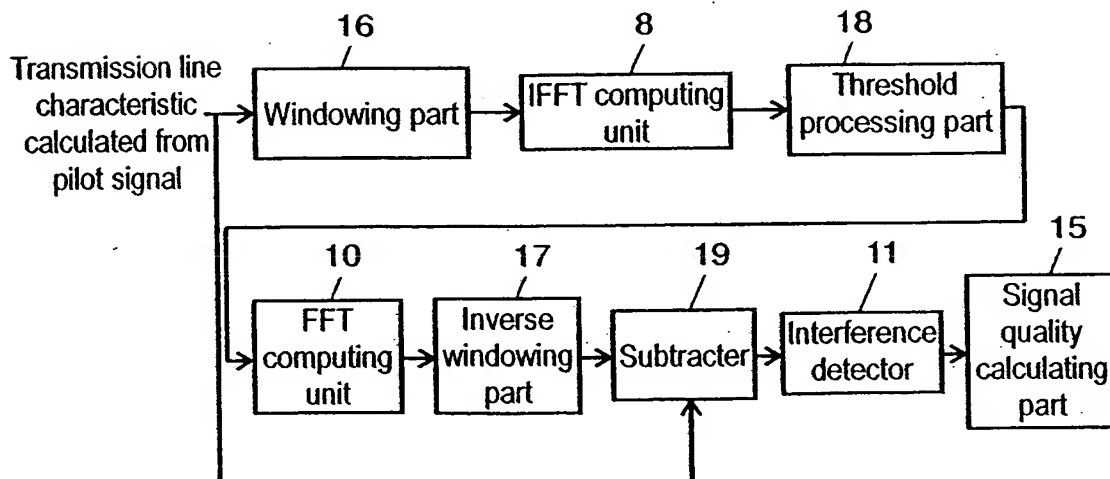 16
8
18
Transmission line
characteristic
calculated from
pilot signal
Windowing part
IFFT computing
unit
Threshold
processing part
10
17
19
11
15
FFT
computing
unit
Inverse
windowing
part
Subtracter
Interference
detector
Signal
quality
calculating
part